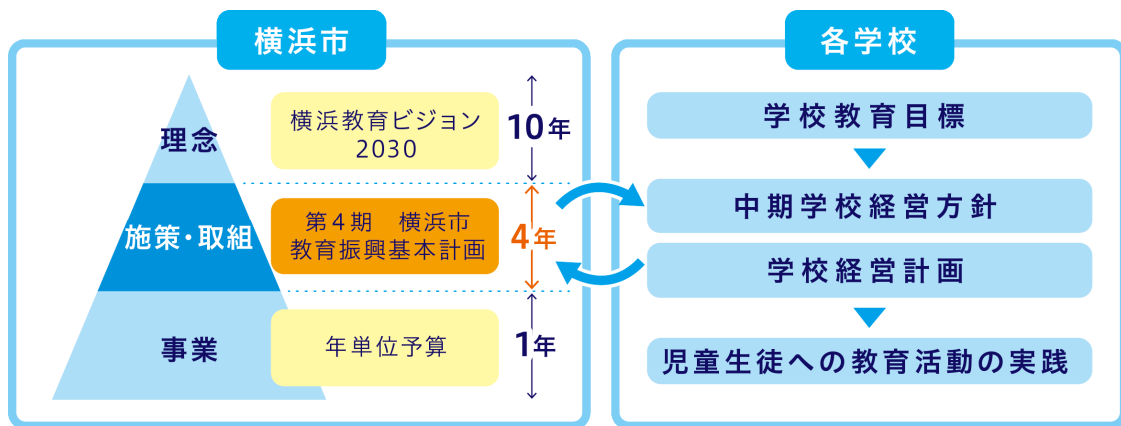 横浜市
理念
横浜教育ビジョン
2030
10年
施策・取組
第4期　横浜市
教育振興基本計画
4年
事業
年単位予算
1年
各学校
学校教育目標
中期学校経営方針
学校経営計画
児童生徒への教育活動の実践